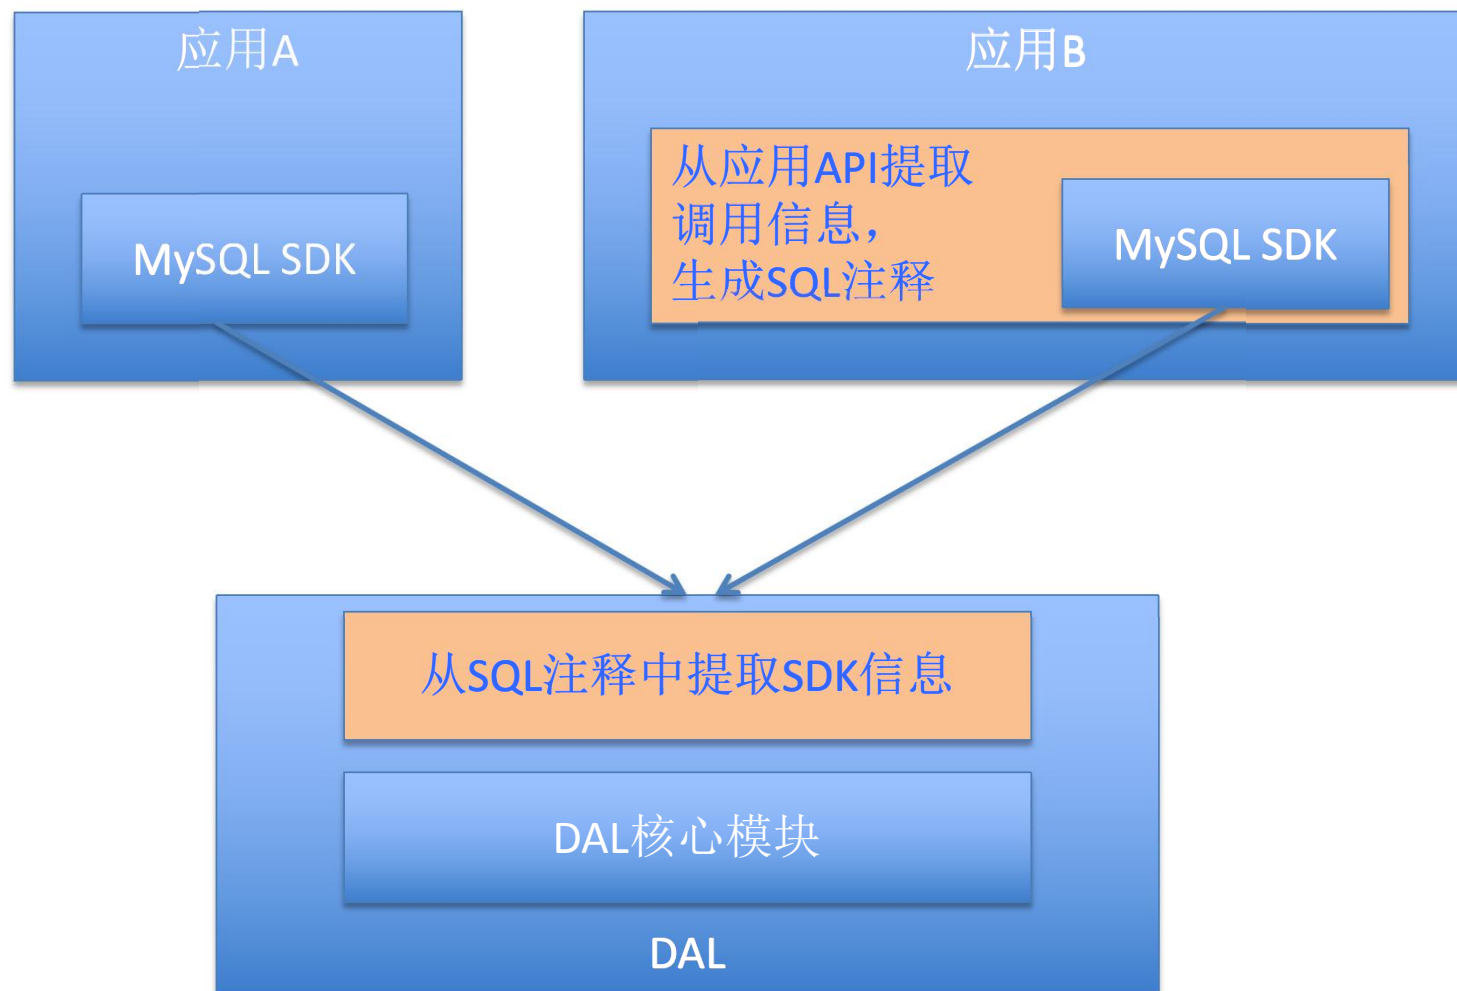 应用A
应用B
从应用API提取
调用信息，
生成SQL注释
MySQL SDK
MySQL SDK
从SQL注释中提取SDK信息
DAL核心模块
DAL